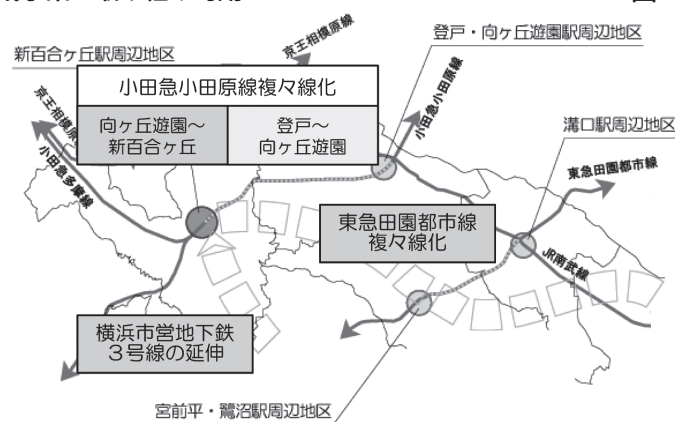 新百合ヶ丘駅周辺地区
京王相模原線
登戸・向ヶ丘遊園駅周辺地区
小田急小田原線複々線化
向ヶ丘遊園～
新百合ヶ丘
登戸～
向ヶ丘遊園
小田急小田原線
溝口駅周辺地区
京王相模原
小田急多摩線
東急田園都市線
東急田園都市線
複々線化
JR南武線
横浜市営地下鉄
３号線の延伸
宮前平・鷺沼駅周辺地区